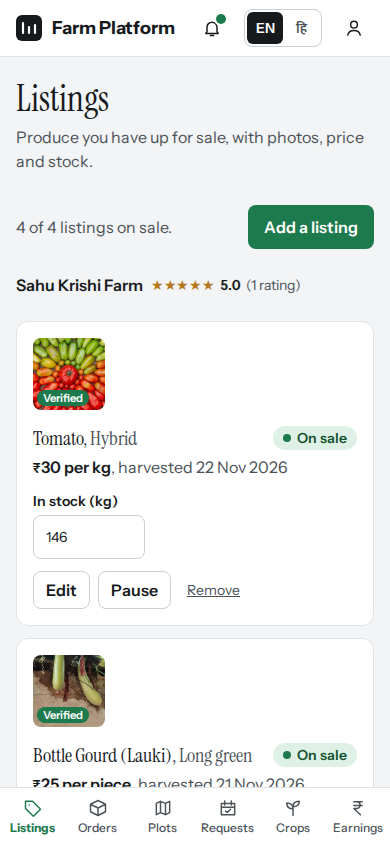 Farm Platform
EN
हि
Listings
Produce you have up for sale, with photos, price
and stock.
4 of 4 listings on sale.
Add a listing
Sahu Krishi Farm ★★★★★ 5.0 (1 rating)
Verified
Tomato, Hybrid
On sale
₹30 per kg, harvested 22 Nov 2026
In stock (kg)
146
Edit
Pause
Remove
Verified
Bottle Gourd (Lauki), Long green
On sale
₹25 per piece, harvested 21 Nov 2026
Listings
Orders
Plots
Requests
Crops
Earnings